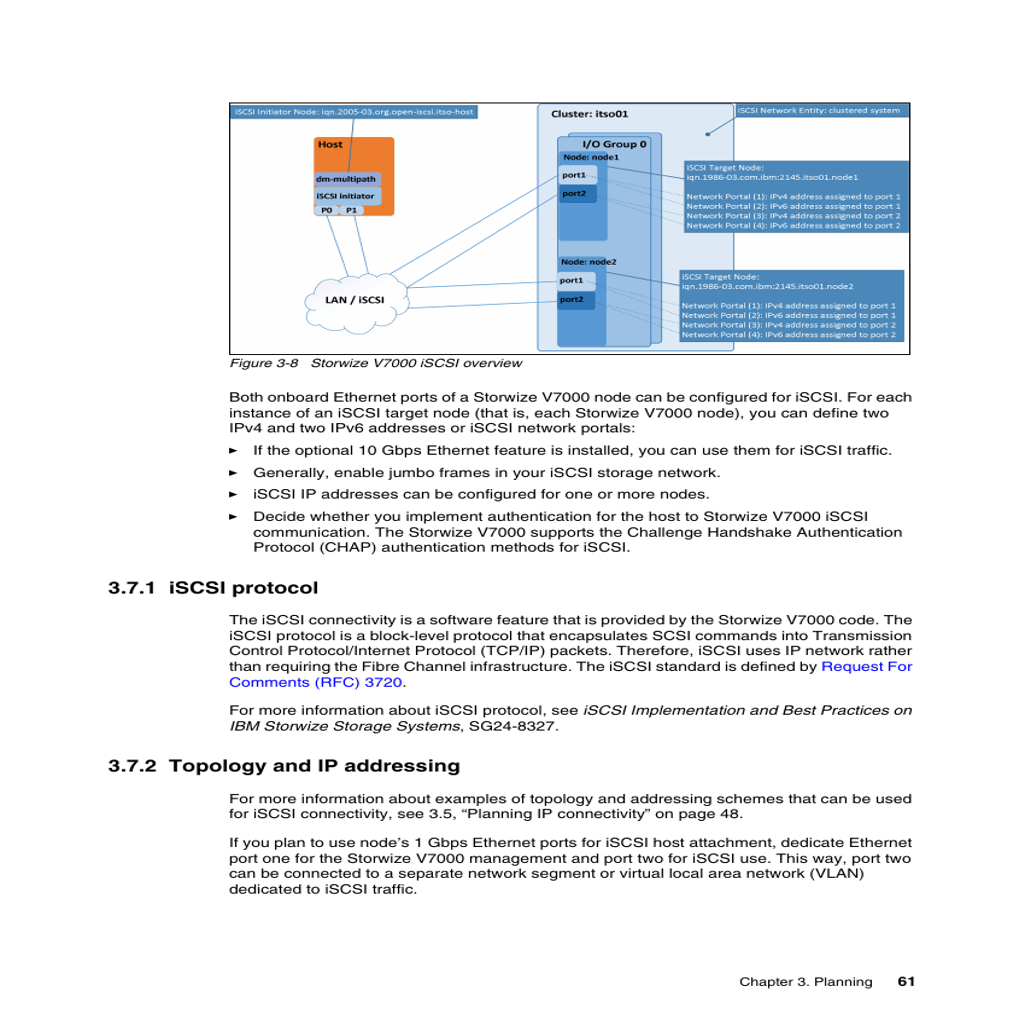 iSCSI Initiator Node: iqn.2005-03.org.open-iscsi.itso-host
Cluster: itso01
iSCSI Network Entity: clustered system
Host
dm-multipath
iSCSI initiator
P0 P1
LAN / iSCSI
I/O Group 0
Node: node1
port1
port2
iSCSI Target Node:
iqn.1986-03.com.ibm:2145.itso01.node1
Network Portal (1): IPv4 address assigned to port 1
Network Portal (2): IPv6 address assigned to port 1
Network Portal (3): IPv4 address assigned to port 2
Network Portal (4): IPv6 address assigned to port 2
Node: node2
port1
port2
iSCSI Target Node:
iqn.1986-03.com.ibm:2145.itso01.node2
Network Portal (1): IPv4 address assigned to port 1
Network Portal (2): IPv6 address assigned to port 1
Network Portal (3): IPv4 address assigned to port 2
Network Portal (4): IPv6 address assigned to port 2
Figure 3-8 Storwize V7000 iSCSI overview
Both onboard Ethernet ports of a Storwize V7000 node can be configured for iSCSI. For each
instance of an iSCSI target node (that is, each Storwize V7000 node), you can define two
IPv4 and two IPv6 addresses or iSCSI network portals:
► If the optional 10 Gbps Ethernet feature is installed, you can use them for iSCSI traffic.
► Generally, enable jumbo frames in your iSCSI storage network.
► iSCSI IP addresses can be configured for one or more nodes.
► Decide whether you implement authentication for the host to Storwize V7000 iSCSI
communication. The Storwize V7000 supports the Challenge Handshake Authentication
Protocol (CHAP) authentication methods for iSCSI.
3.7.1 iSCSI protocol
The iSCSI connectivity is a software feature that is provided by the Storwize V7000 code. The
iSCSI protocol is a block-level protocol that encapsulates SCSI commands into Transmission
Control Protocol/Internet Protocol (TCP/IP) packets. Therefore, iSCSI uses IP network rather
than requiring the Fibre Channel infrastructure. The iSCSI standard is defined by Request For
Comments (RFC) 3720.
For more information about iSCSI protocol, see iSCSI Implementation and Best Practices on
IBM Storwize Storage Systems, SG24-8327.
3.7.2 Topology and IP addressing
For more information about examples of topology and addressing schemes that can be used
for iSCSI connectivity, see 3.5, “Planning IP connectivity” on page 48.
If you plan to use node’s 1 Gbps Ethernet ports for iSCSI host attachment, dedicate Ethernet
port one for the Storwize V7000 management and port two for iSCSI use. This way, port two
can be connected to a separate network segment or virtual local area network (VLAN)
dedicated to iSCSI traffic.
Chapter 3. Planning 61